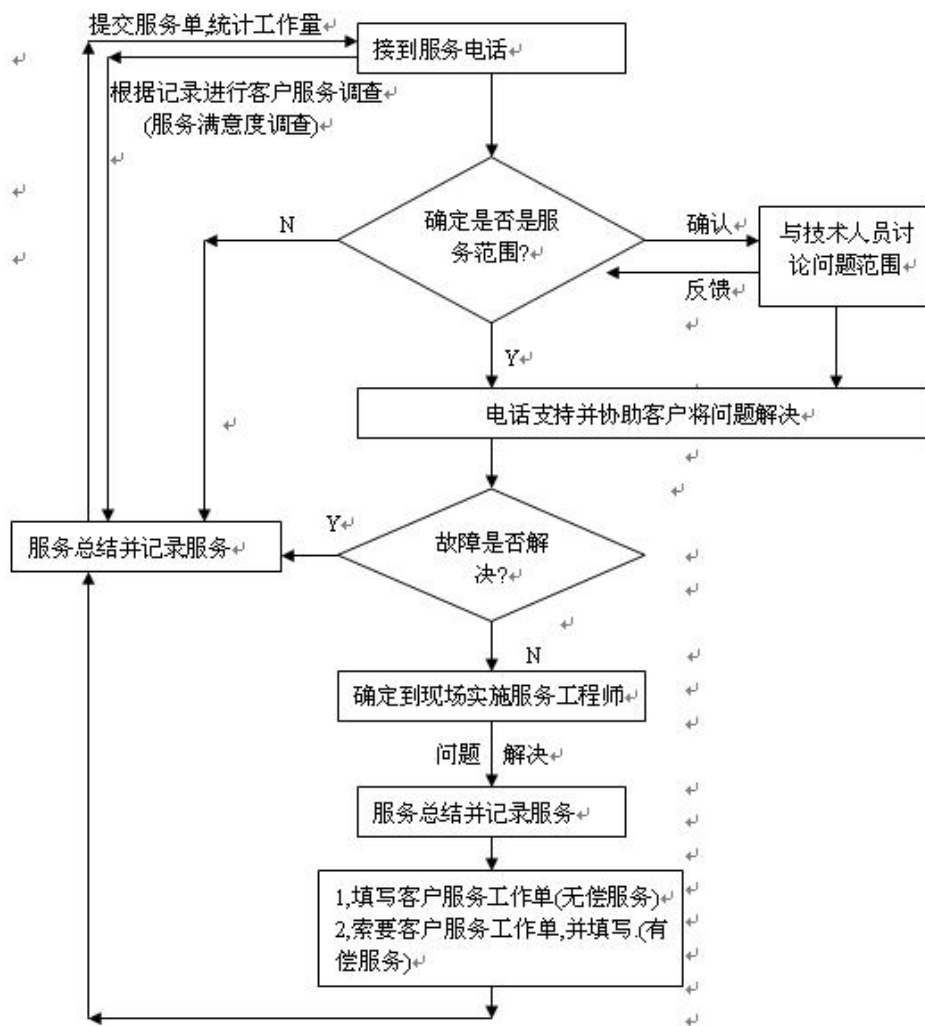 提交服务单,统计工作量
接到服务电话
根据记录进行客户服务调查
(服务满意度调查)
N
确定是否是服
务范围?
确认
与技术人员讨
论问题范围
反馈
Y
电话支持并协助客户将问题解决
Y
服务总结并记录服务
故障是否解
决?
N
确定到现场实施服务工程师
问题 解决
服务总结并记录服务
1,填写客户服务工作单(无偿服务)
2,索要客户服务工作单,并填写.(有
偿服务)